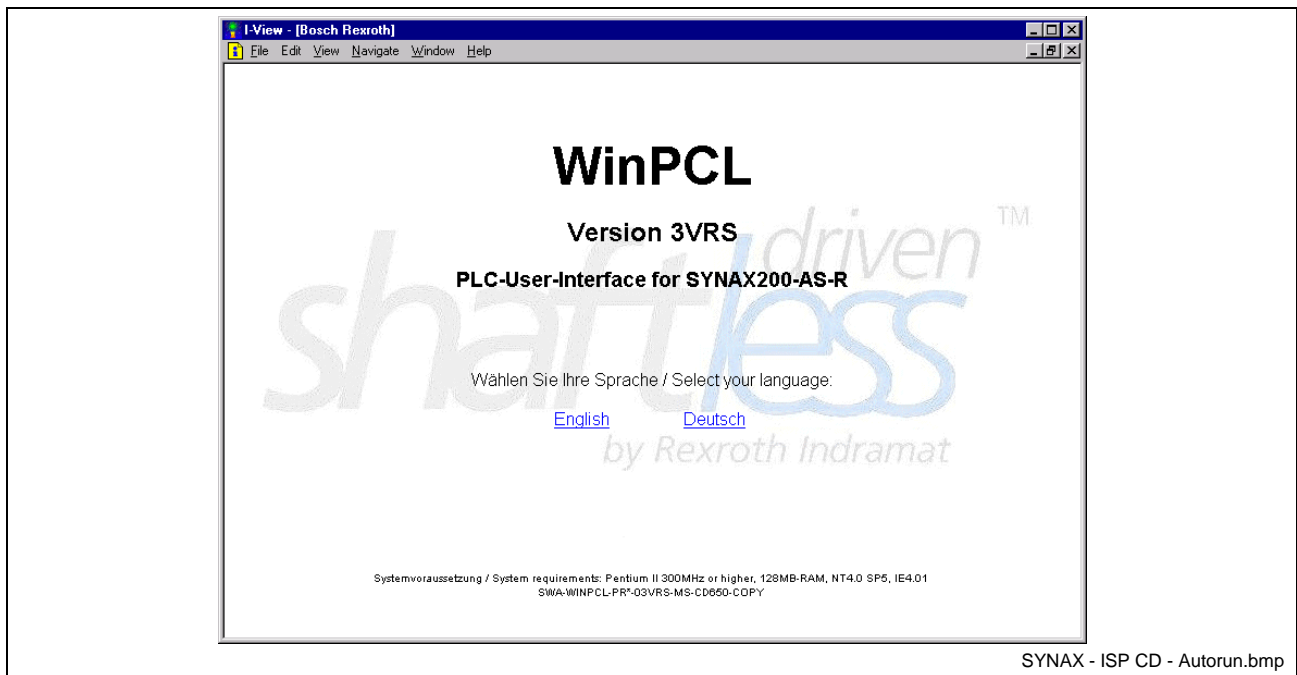 I-View - [Bosch Rexroth]
File Edit View Navigate Window Help
WinPCL
Version 3VRS
driven TM
PLC-User-Interface for SYNAX200-AS-R
shaftless
Wählen Sie Ihre Sprache / Select your language:
English Deutsch
by Rexroth Indramat
Systemvoraussetzung / System requirements: Pentium II 300MHz or higher, 128MB-RAM, NT4.0 SP5, IE4.01
SWA-WINPCL-PR*-03VRS-MS-CD650-COPY
SYNAX - ISP CD - Autorun.bmp